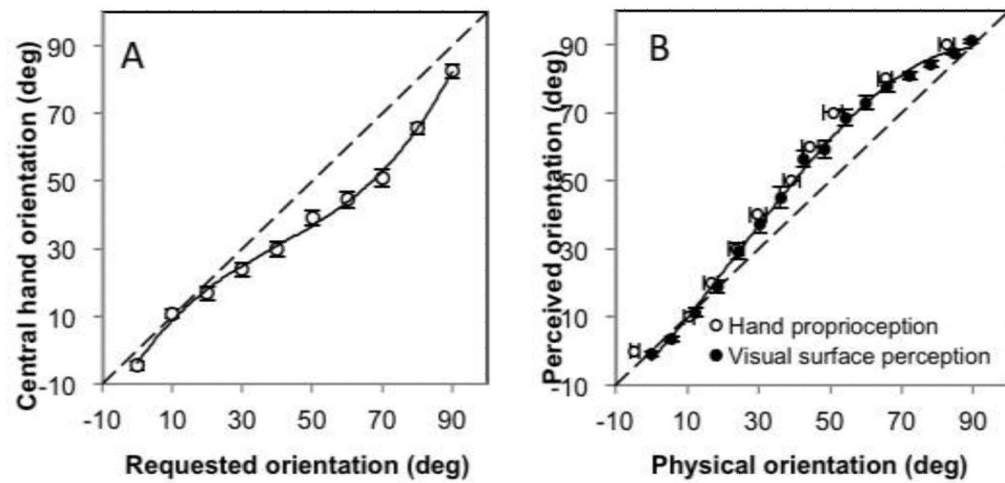 A
Central hand orientation (deg)
90
70
50
30
10
-10
-10 10 30 50 70 90
Requested orientation (deg)
B
Perceived orientation (deg)
90
70
50
30
10
-10
Hand proprioception
Visual surface perception
-10 10 30 50 70 90
Physical orientation (deg)